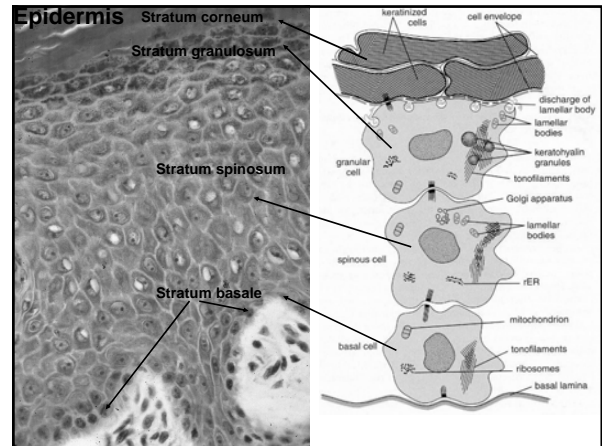 Epidermis
Stratum corneum
Stratum granulosum
Stratum spinosum
Stratum basale
keratinized
cells
cell envelope
discharge of
lamellar body
lamellar
bodies
keratohyalin
granules
granular
cell
tonofilaments
Golgi apparatus
lamellar
bodies
spinous cell
rER
mitochondrion
basal cell
tonofilaments
ribosomes
basal lamina